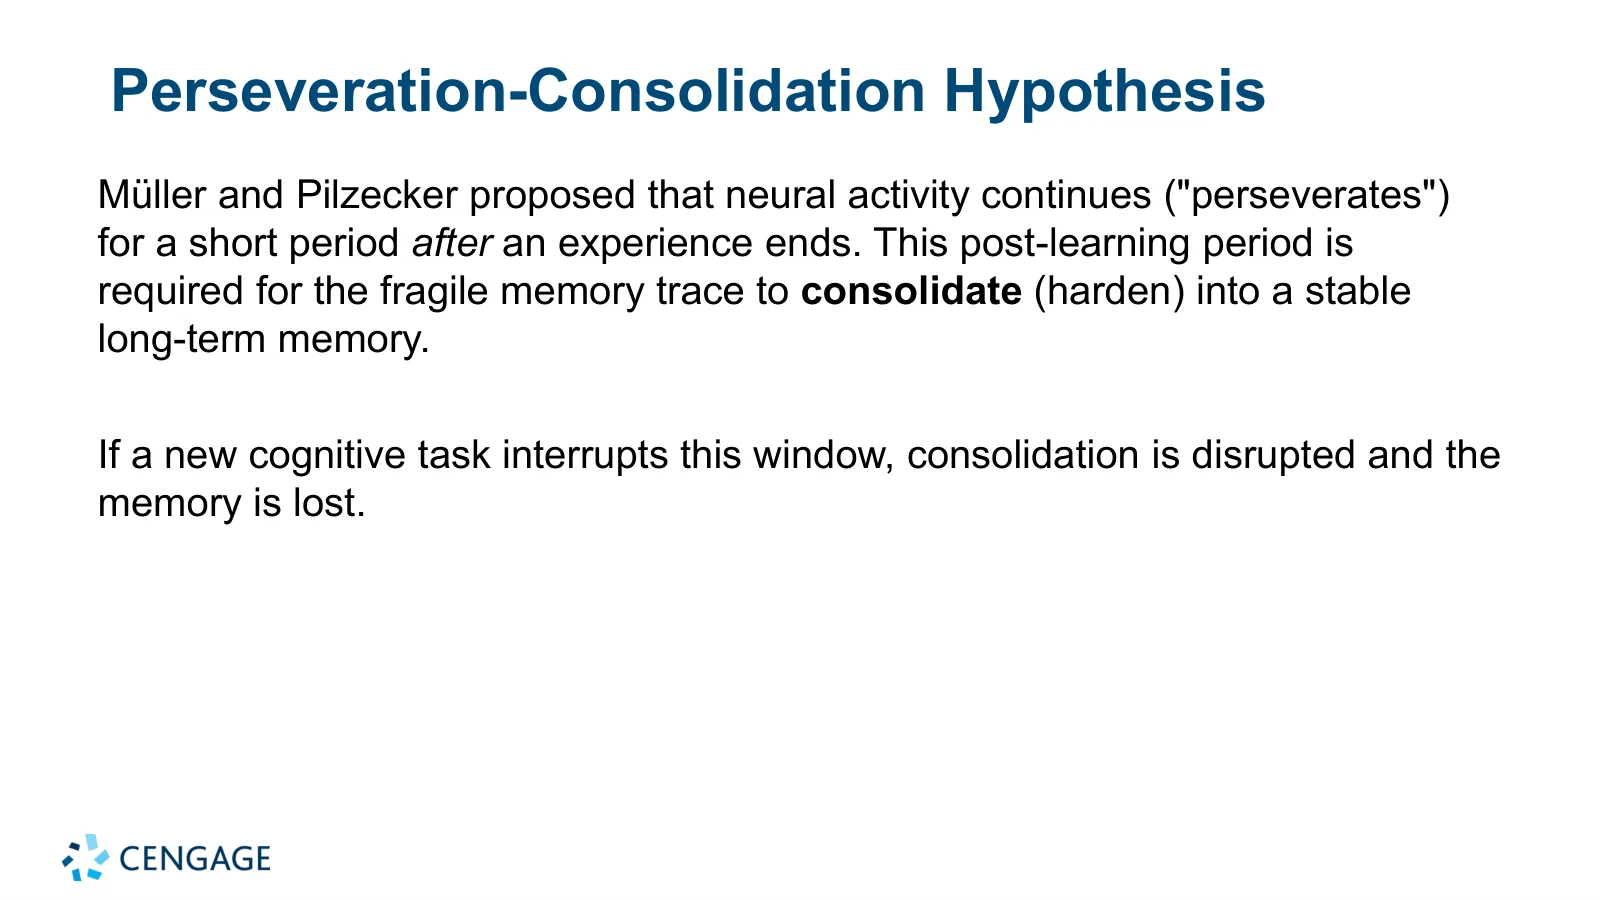 Perseveration-Consolidation Hypothesis
Müller and Pilzecker proposed that neural activity continues ("perseverates")
for a short period after an experience ends. This post-learning period is
required for the fragile memory trace to consolidate (harden) into a stable
long-term memory.
If a new cognitive task interrupts this window, consolidation is disrupted and the
memory is lost.
CENGAGE